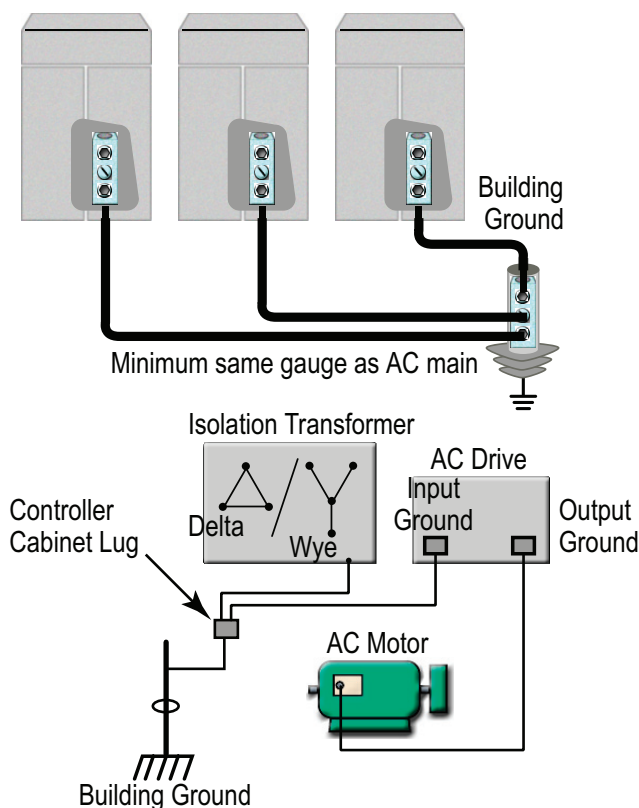 Building
Ground
Minimum same gauge as AC main
Isolation Transformer
AC Drive
Input
Ground
Output
Ground
Controller
Cabinet Lug
Delta
Wye
AC Motor
Building Ground